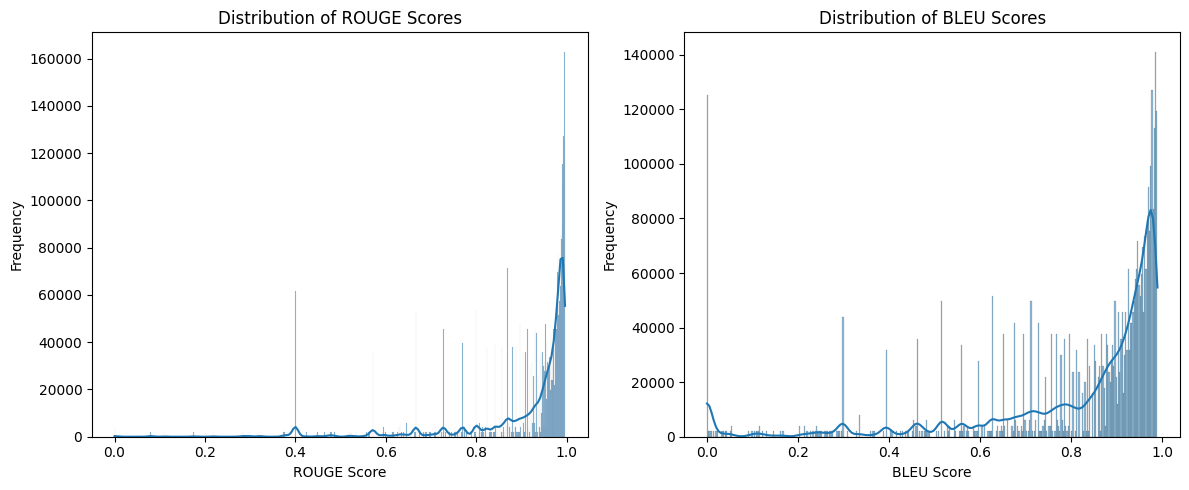 Distribution of ROUGE Scores
160000
140000
120000
100000
80000
60000
40000
20000
0
Frequency
0.0 0.2 0.4 0.6 0.8 1.0
ROUGE Score
Distribution of BLEU Scores
140000
120000
100000
80000
60000
40000
20000
0
Frequency
0.0 0.2 0.4 0.6 0.8 1.0
BLEU Score